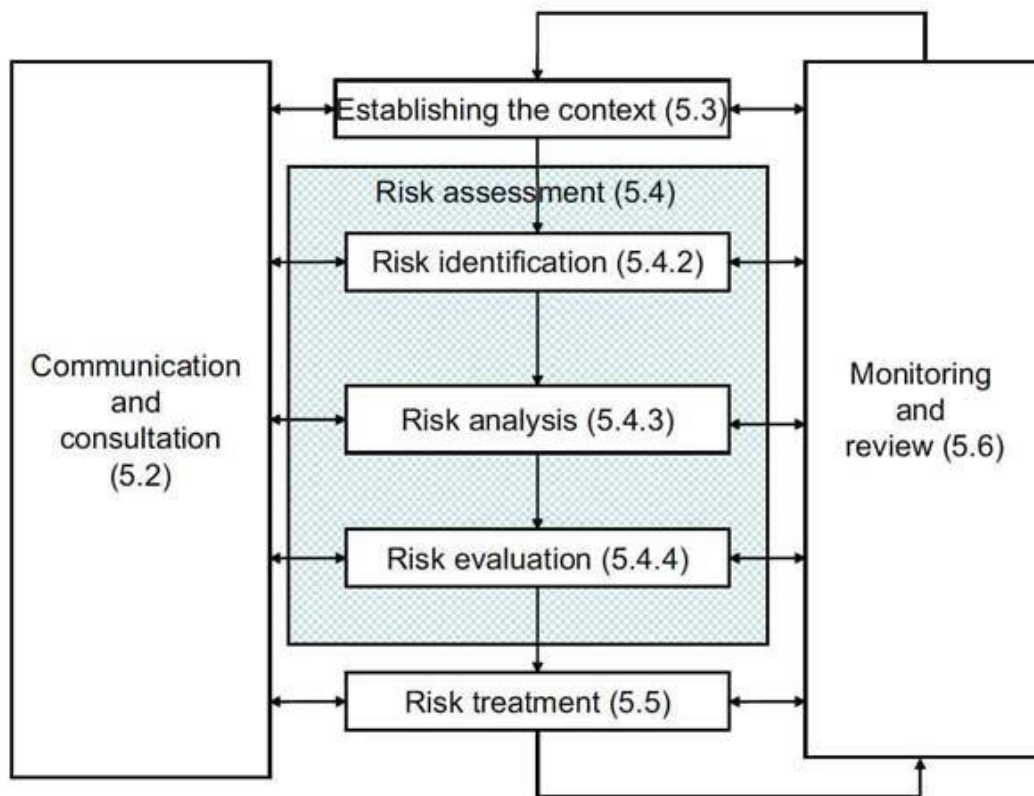 Establishing the context (5.3)
Risk assessment (5.4)
Risk identification (5.4.2)
Communication
and
consultation
(5.2)
Risk analysis (5.4.3)
Monitoring
and
review (5.6)
Risk evaluation (5.4.4)
Risk treatment (5.5)